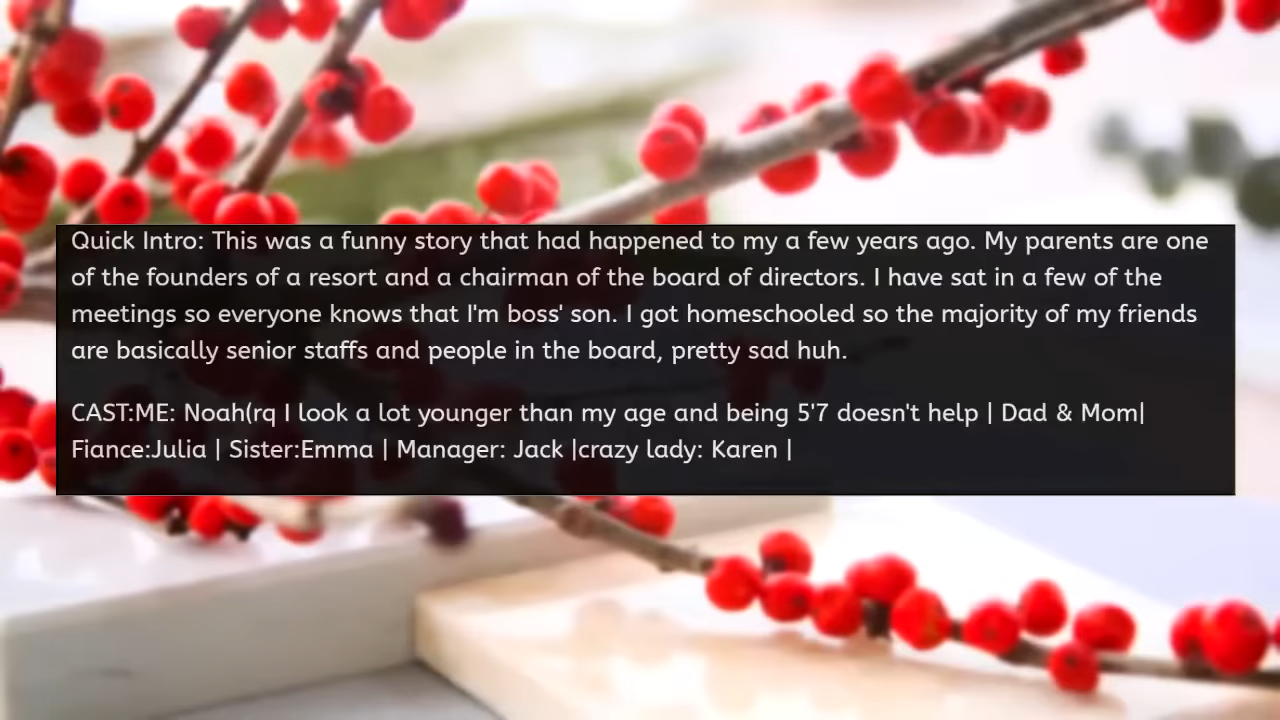 Quick Intro: This was a funny story that had happened to my a few years ago. My parents are one
of the founders of a resort and a chairman of the board of directors. I have sat in a few of the
meetings so everyone knows that I'm boss' son. I got homeschooled so the majority of my friends
are basically senior staffs and people in the board, pretty sad huh.
CAST:ME: Noah(rq I look a lot younger than my age and being 5'7 doesn't help | Dad & Mom|
Fiance:Julia | Sister:Emma | Manager: Jack |crazy lady: Karen |